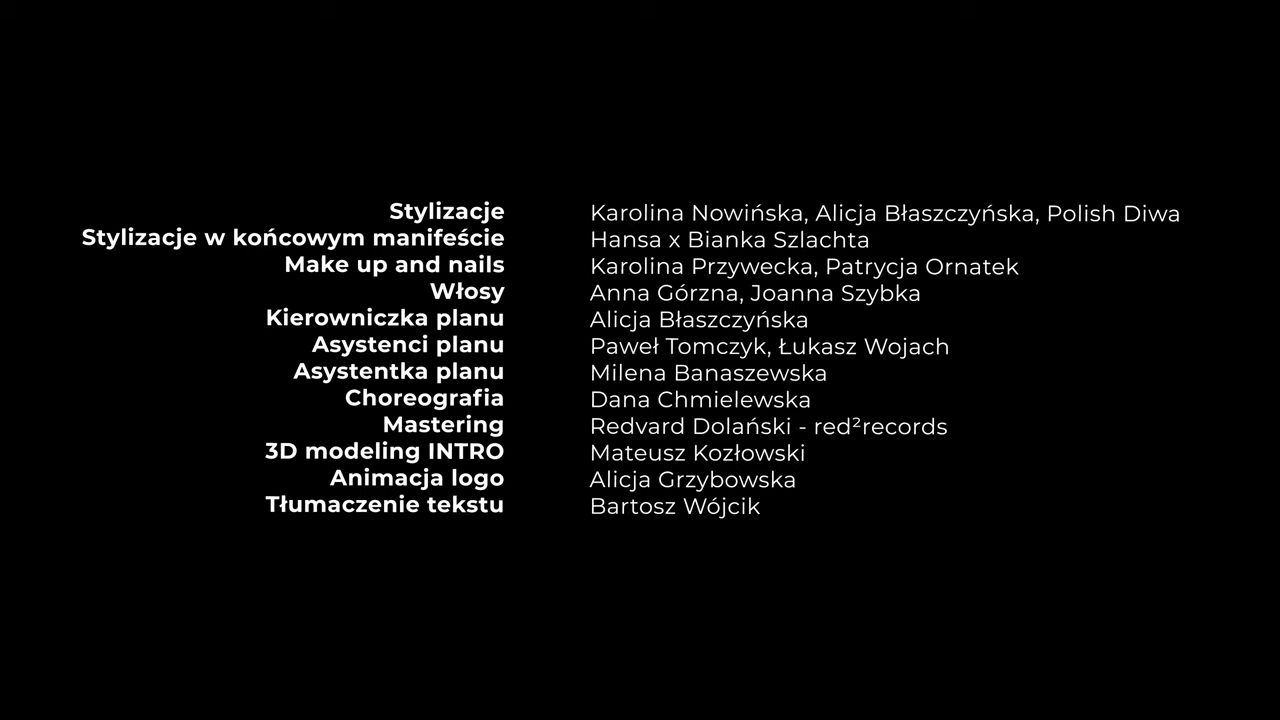 Stylizacje Karolina Nowińska, Alicja Błaszczyńska, Polish Diwa
Stylizacje w końcowym manifeście Hansa x Bianka Szlachta
Make up and nails Karolina Przywecka, Patrycja Ornatek
Włosy Anna Górzna, Joanna Szybka
Kierowniczka planu Alicja Błaszczyńska
Asystenci planu Paweł Tomczyk, Łukasz Wojach
Asystentka planu Milena Banaszewska
Choreografia Dana Chmielewska
Mastering Redvard Dolański - red²records
3D modeling INTRO Mateusz Kozłowski
Animacja logo Alicja Grzybowska
Tłumaczenie tekstu Bartosz Wójcik